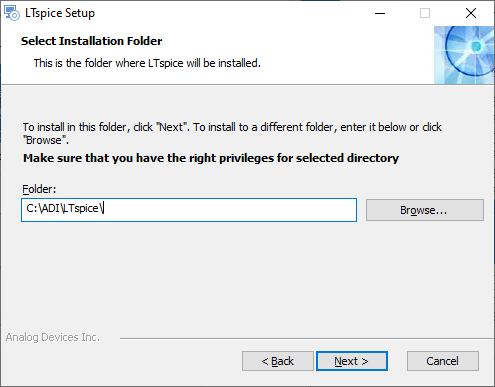 LTspice Setup
Select Installation Folder
This is the folder where LTspice will be installed.
To install in this folder, click "Next". To install to a different folder, enter it below or click
"Browse".
Make sure that you have the right privileges for selected directory
Folder:
C:\ADI\LTspice\
Browse...
Analog Devices Inc.
< Back
Next >
Cancel